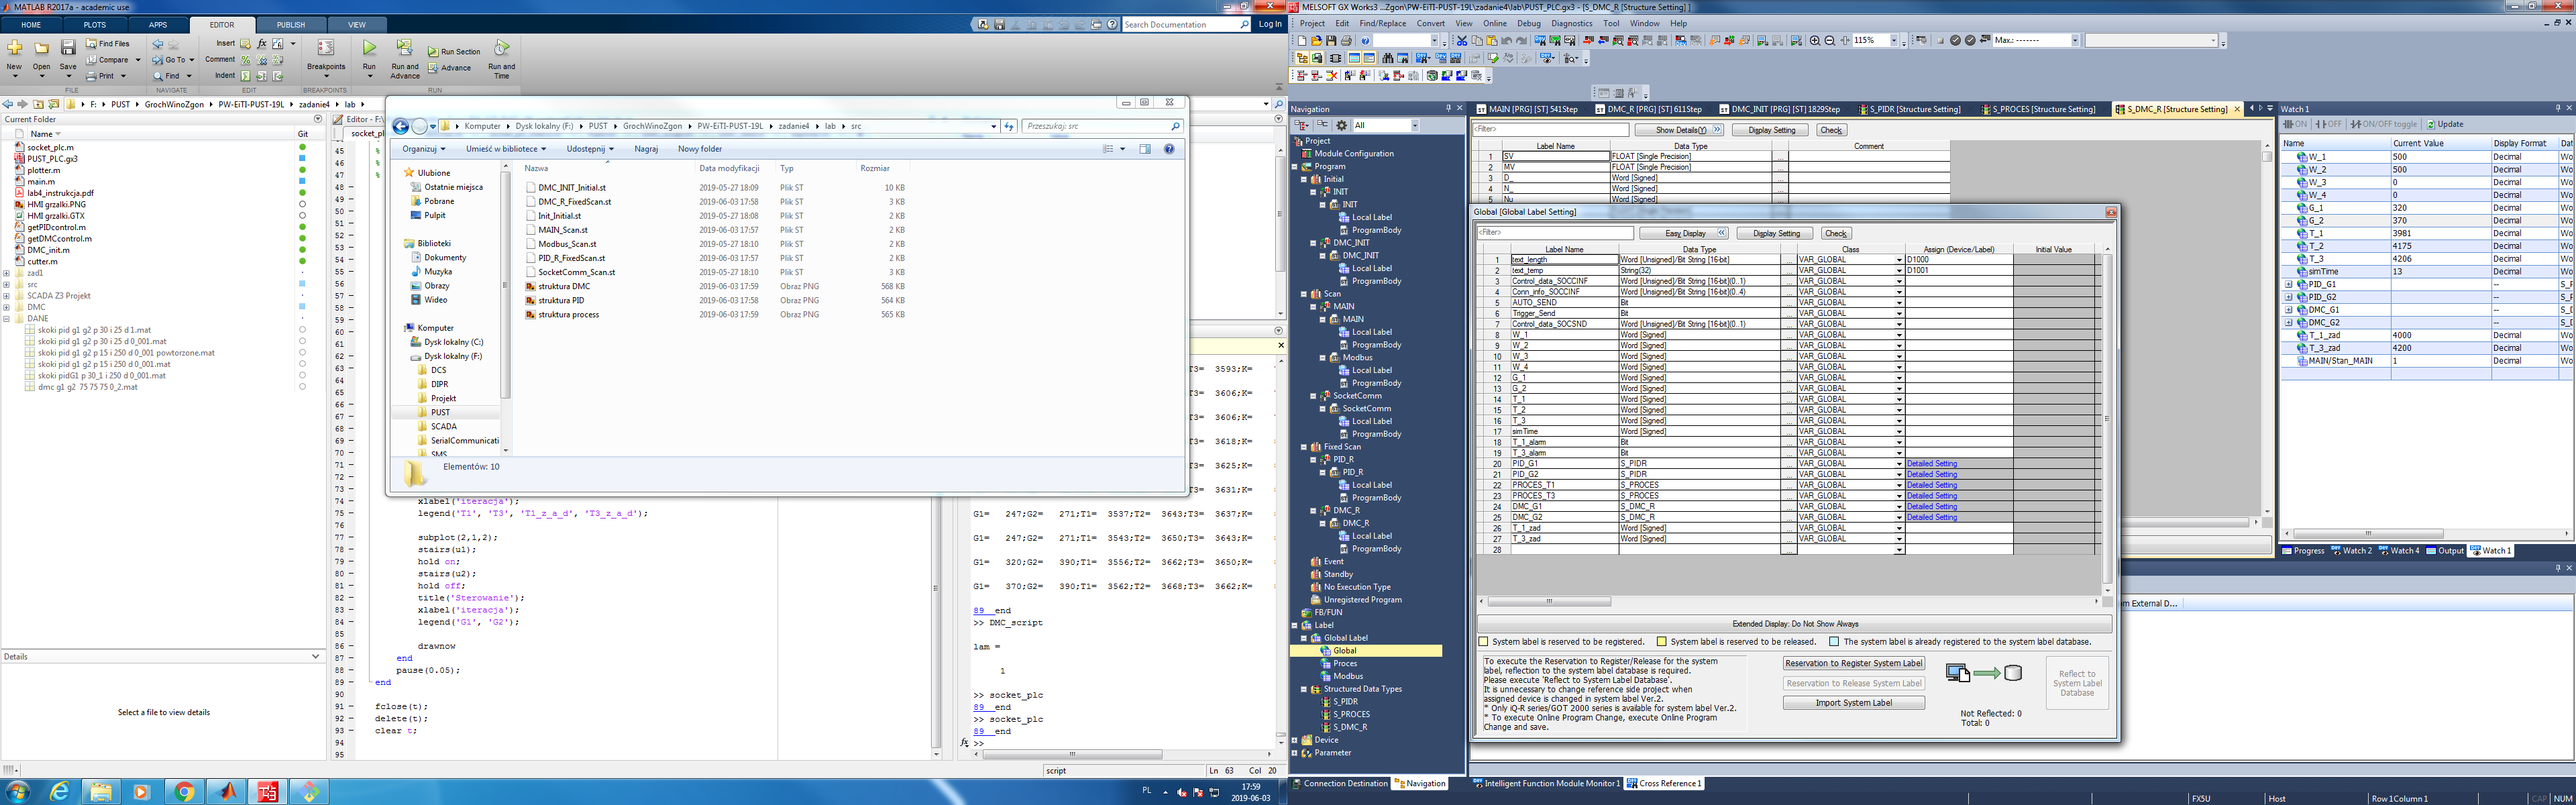 MATLAB R2017a - academic use
HOME PLOTS APPS EDITOR PUBLISH VIEW
Search Documentation Log In
New Open Save Find Files Compare Print
Go To Find
Insert Comment Indent
Breakpoints Run Run and Advance Run Section Advance Run and Time
FILE NAVIGATE EDIT BREAKPOINTS RUN
F: PUST GrochWinoZgon PW-EiTI-PUST-19L zadanie4 lab
Current Folder
Name Git
socket_plc.m
PUST_PLC.gx3
plotter.m
main.m
lab4_instrukcja.pdf
HMI grzalki.PNG
HMI grzalki.GTX
getPIDcontrol.m
getDMCcontrol.m
DMC_init.m
cutter.m
zad1
src
SCADA Z3 Projekt
DMC
DANE
skoki pid g1 g2 p 30 i 25 d 1.mat
skoki pid g1 g2 p 30 i 25 d 0_001.mat
skoki pid g1 g2 p 15 i 250 d 0_001 powtorzone.mat
skoki pid g1 g2 p 15 i 250 d 0_001.mat
skoki pidG1 p 30_1 i 250 d 0_001.mat
dmc g1 g2 75 75 75 0_2.mat
Details
Select a file to view details
Komputer Dysk lokalny (F:) PUST GrochWinoZgon PW-EiTI-PUST-19L zadanie4 lab src
Przeszukaj: src
Organizuj Umieść w bibliotece Udostępnij Nagraj Nowy folder
Ulubione
Ostatnie miejsca
Pobrane
Pulpit
Biblioteki
Dokumenty
Muzyka
Obrazy
Wideo
Komputer
Dysk lokalny (C:)
Dysk lokalny (F:)
DCS
DIPR
Projekt
PUST
SCADA
SerialCommunicati
SMS
Nazwa Data modyfikacji Typ Rozmiar
DMC_INIT_Initial.st 2019-05-27 18:09 Plik ST 10 KB
DMC_R_FixedScan.st 2019-06-03 17:58 Plik ST 3 KB
Init_Initial.st 2019-05-27 18:08 Plik ST 2 KB
MAIN_Scan.st 2019-06-03 17:57 Plik ST 2 KB
Modbus_Scan.st 2019-05-27 18:10 Plik ST 2 KB
PID_R_FixedScan.st 2019-06-03 17:57 Plik ST 2 KB
SocketComm_Scan.st 2019-05-27 18:10 Plik ST 3 KB
struktura DMC 2019-06-03 17:59 Obraz PNG 568 KB
struktura PID 2019-06-03 17:58 Obraz PNG 564 KB
struktura process 2019-06-03 17:59 Obraz PNG 565 KB
Elementów: 10
74 xlabel('iteracja');
75 legend('T1', 'T3', 'T1_z_a_d', 'T3_z_a_d');
76
77 subplot(2,1,2);
78 stairs(u1);
79 hold on;
80 stairs(u2);
81 hold off;
82 title('Sterowanie');
83 xlabel('iteracja');
84 legend('G1', 'G2');
85
86 drawnow
87 end
88 pause(0.05);
89 end
90
91 fclose(t);
92 delete(t);
93 clear t;
94
95
T3= 3593;K=
T3= 3606;K=
T3= 3606;K=
T3= 3618;K=
T3= 3625;K=
T3= 3631;K=
G1= 247;G2= 271;T1= 3537;T2= 3643;T3= 3637;K=
G1= 247;G2= 271;T1= 3543;T2= 3650;T3= 3643;K=
G1= 320;G2= 390;T1= 3556;T2= 3662;T3= 3650;K=
G1= 370;G2= 390;T1= 3562;T2= 3668;T3= 3662;K=
89 end
>> DMC_script
lam =
1
>> socket_plc
89 end
>> socket_plc
89 end
>>
script Ln 63 Col 20
PL 17:59
2019-06-03
MELSOFT GX Works3 ...Zgon\PW-EiTI-PUST-19L\zadanie4\lab\PUST_PLC.gx3 - [S_DMC_R [Structure Setting] ]
Project Edit Find/Replace Convert View Online Debug Diagnostics Tool Window Help
115% Max.: -------
Navigation
All
Project
Module Configuration
Program
Initial
INIT
INIT
Local Label
ProgramBody
DMC_INIT
DMC_INIT
Local Label
ProgramBody
Scan
MAIN
MAIN
Local Label
ProgramBody
Modbus
Local Label
ProgramBody
SocketComm
SocketComm
Local Label
ProgramBody
Fixed Scan
PID_R
PID_R
Local Label
ProgramBody
DMC_R
DMC_R
Local Label
ProgramBody
Event
Standby
No Execution Type
Unregistered Program
FB/FUN
Label
Global Label
Global
Proces
Modbus
Structured Data Types
S_PIDR
S_PROCES
S_DMC_R
Device
Parameter
Connection Destination Navigation
MAIN [PRG] [ST] 541Step DMC_R [PRG] [ST] 611Step DMC_INIT [PRG] [ST] 1829Step S_PIDR [Structure Setting] S_PROCES [Structure Setting] S_DMC_R [Structure Setting]
<Filter> Show Details(Y) Display Setting Check
Label Name Data Type Comment
1 SV FLOAT [Single Precision]
2 MV FLOAT [Single Precision]
3 D_ Word [Signed]
4 N_ Word [Signed]
5 Nu Word [Signed]
Global [Global Label Setting]
<Filter> Easy Display Display Setting Check
Label Name Data Type Class Assign (Device/Label) Initial Value
1 text_length Word [Unsigned]/Bit String [16-bit] VAR_GLOBAL D1000
2 text_temp String(32) VAR_GLOBAL D1001
3 Control_data_SOCCINF Word [Unsigned]/Bit String [16-bit](0..1) VAR_GLOBAL
4 Conn_info_SOCCINF Word [Unsigned]/Bit String [16-bit](0..4) VAR_GLOBAL
5 AUTO_SEND Bit VAR_GLOBAL
6 Trigger_Send Bit VAR_GLOBAL
7 Control_data_SOCSND Word [Unsigned]/Bit String [16-bit](0..1) VAR_GLOBAL
8 W_1 Word [Signed] VAR_GLOBAL
9 W_2 Word [Signed] VAR_GLOBAL
10 W_3 Word [Signed] VAR_GLOBAL
11 W_4 Word [Signed] VAR_GLOBAL
12 G_1 Word [Signed] VAR_GLOBAL
13 G_2 Word [Signed] VAR_GLOBAL
14 T_1 Word [Signed] VAR_GLOBAL
15 T_2 Word [Signed] VAR_GLOBAL
16 T_3 Word [Signed] VAR_GLOBAL
17 simTime Word [Signed] VAR_GLOBAL
18 T_1_alarm Bit VAR_GLOBAL
19 T_3_alarm Bit VAR_GLOBAL
20 PID_G1 S_PIDR VAR_GLOBAL Detailed Setting
21 PID_G2 S_PIDR VAR_GLOBAL Detailed Setting
22 PROCES_T1 S_PROCES VAR_GLOBAL Detailed Setting
23 PROCES_T3 S_PROCES VAR_GLOBAL Detailed Setting
24 DMC_G1 S_DMC_R VAR_GLOBAL Detailed Setting
25 DMC_G2 S_DMC_R VAR_GLOBAL Detailed Setting
26 T_1_zad Word [Signed] VAR_GLOBAL
27 T_3_zad Word [Signed] VAR_GLOBAL
28
Extended Display: Do Not Show Always
System label is reserved to be registered. System label is reserved to be released. The system label is already registered to the system label database.
To execute the Reservation to Register/Release for the system
label, reflection to the system label database is required.
Please execute 'Reflect to System Label Database'.
It is unnecessary to change reference side project when
assigned device is changed in system label Ver.2.
* Only iQ-R series/GOT 2000 series is available for system label Ver.2.
* To execute Online Program Change, execute Online Program
Change and save.
Reservation to Register System Label
Reservation to Release System Label
Import System Label
Not Reflected: 0
Total: 0
Reflect to
System Label
Database
Intelligent Function Module Monitor 1 Cross Reference 1
Watch 1
ON OFF ON/OFF toggle Update
Name Current Value Display Format Dat
W_1 500 Decimal Wo
W_2 500 Decimal Wo
W_3 0 Decimal Wo
W_4 0 Decimal Wo
G_1 320 Decimal Wo
G_2 370 Decimal Wo
T_1 3981 Decimal Wo
T_2 4175 Decimal Wo
T_3 4206 Decimal Wo
simTime 13 Decimal Wo
PID_G1 -- S_P
PID_G2 -- S_P
DMC_G1 -- S_D
DMC_G2 -- S_D
T_1_zad 4000 Decimal Wo
T_3_zad 4200 Decimal Wo
MAIN/Stan_MAIN 1 Decimal Wo
Progress Watch 2 Watch 4 Output Watch 1
m External D...
FX5U Host Row 1Column 1 CAP NUM